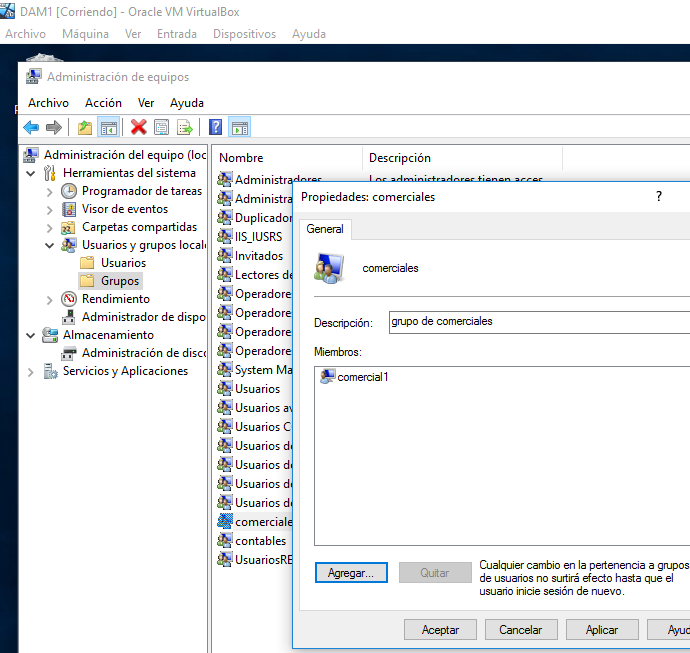 DAM1 [Corriendo] - Oracle VM VirtualBox
Archivo Máquina Ver Entrada Dispositivos Ayuda
Administración de equipos
Archivo Acción Ver Ayuda
Administración del equipo (loc
Herramientas del sistema
Programador de tareas
Visor de eventos
Carpetas compartidas
Usuarios y grupos locale
Usuarios
Grupos
Rendimiento
Administrador de dispo
Almacenamiento
Administración de disc
Servicios y Aplicaciones
Nombre Descripción
Administradores Los administradores tienen acces
Administra
Duplicador
IIS_IUSRS
Invitados
Lectores de
Operadore
Operadore
Operadore
Operadore
System Ma
Usuarios
Usuarios av
Usuarios C
Usuarios de
Usuarios de
Usuarios de
Usuarios de
comerciale
contables
UsuariosRE
Propiedades: comerciales ?
General
comerciales
Descripción: grupo de comerciales
Miembros:
comercial1
Agregar... Quitar
Cualquier cambio en la pertenencia a grupos
de usuarios no surtirá efecto hasta que el
usuario inicie sesión de nuevo.
Aceptar Cancelar Aplicar Ayud